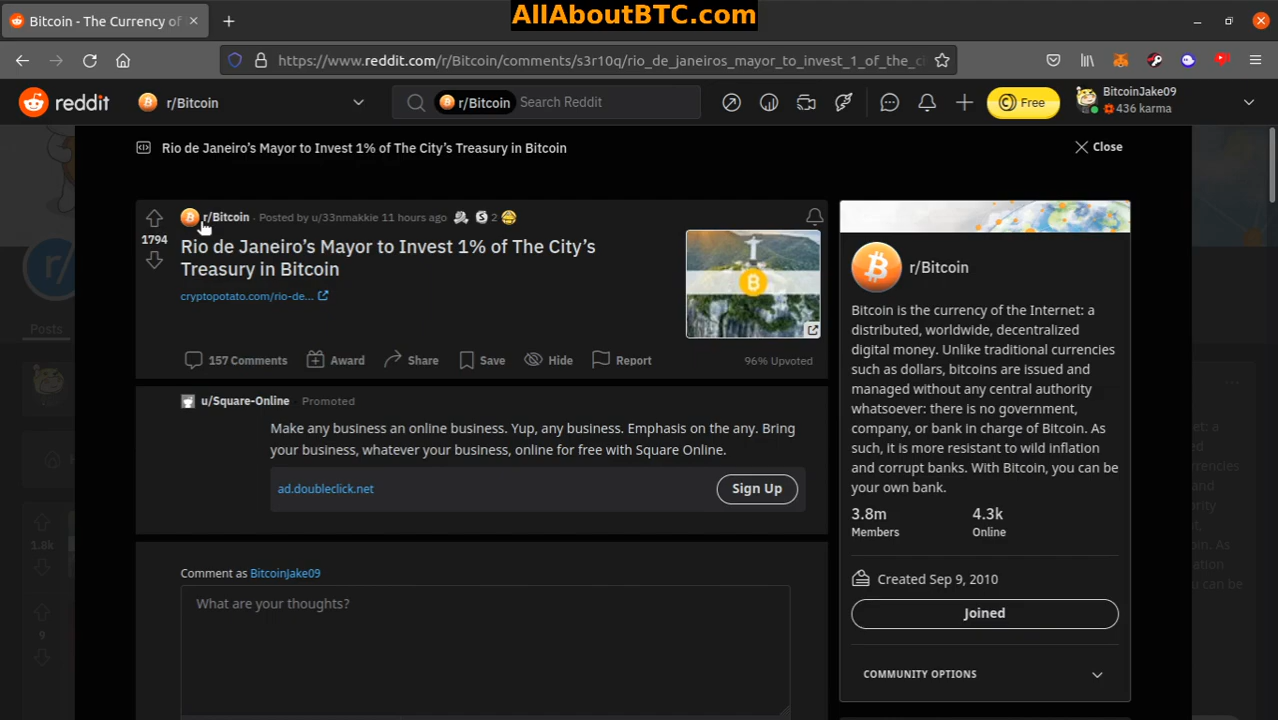 AllAboutBTC.com
Bitcoin - The Currency of
https://www.reddit.com/r/Bitcoin/comments/s3r10q/rio_de_janeiros_mayor_to_invest_1_of_the_c
reddit
r/Bitcoin
r/Bitcoin Search Reddit
Free
BitcoinJake09
436 karma
Rio de Janeiro’s Mayor to Invest 1% of The City’s Treasury in Bitcoin
Close
r/Bitcoin · Posted by u/33nmakkie 11 hours ago 2
1794
Rio de Janeiro’s Mayor to Invest 1% of The City’s
Treasury in Bitcoin
cryptopotato.com/rio-de...
157 Comments Award Share Save Hide Report 96% Upvoted
u/Square-Online Promoted
Make any business an online business. Yup, any business. Emphasis on the any. Bring
your business, whatever your business, online for free with Square Online.
ad.doubleclick.net
Sign Up
Comment as BitcoinJake09
What are your thoughts?
r/Bitcoin
Bitcoin is the currency of the Internet: a
distributed, worldwide, decentralized
digital money. Unlike traditional currencies
such as dollars, bitcoins are issued and
managed without any central authority
whatsoever: there is no government,
company, or bank in charge of Bitcoin. As
such, it is more resistant to wild inflation
and corrupt banks. With Bitcoin, you can be
your own bank.
3.8m 4.3k
Members Online
Created Sep 9, 2010
Joined
COMMUNITY OPTIONS
Posts
1.8k
9